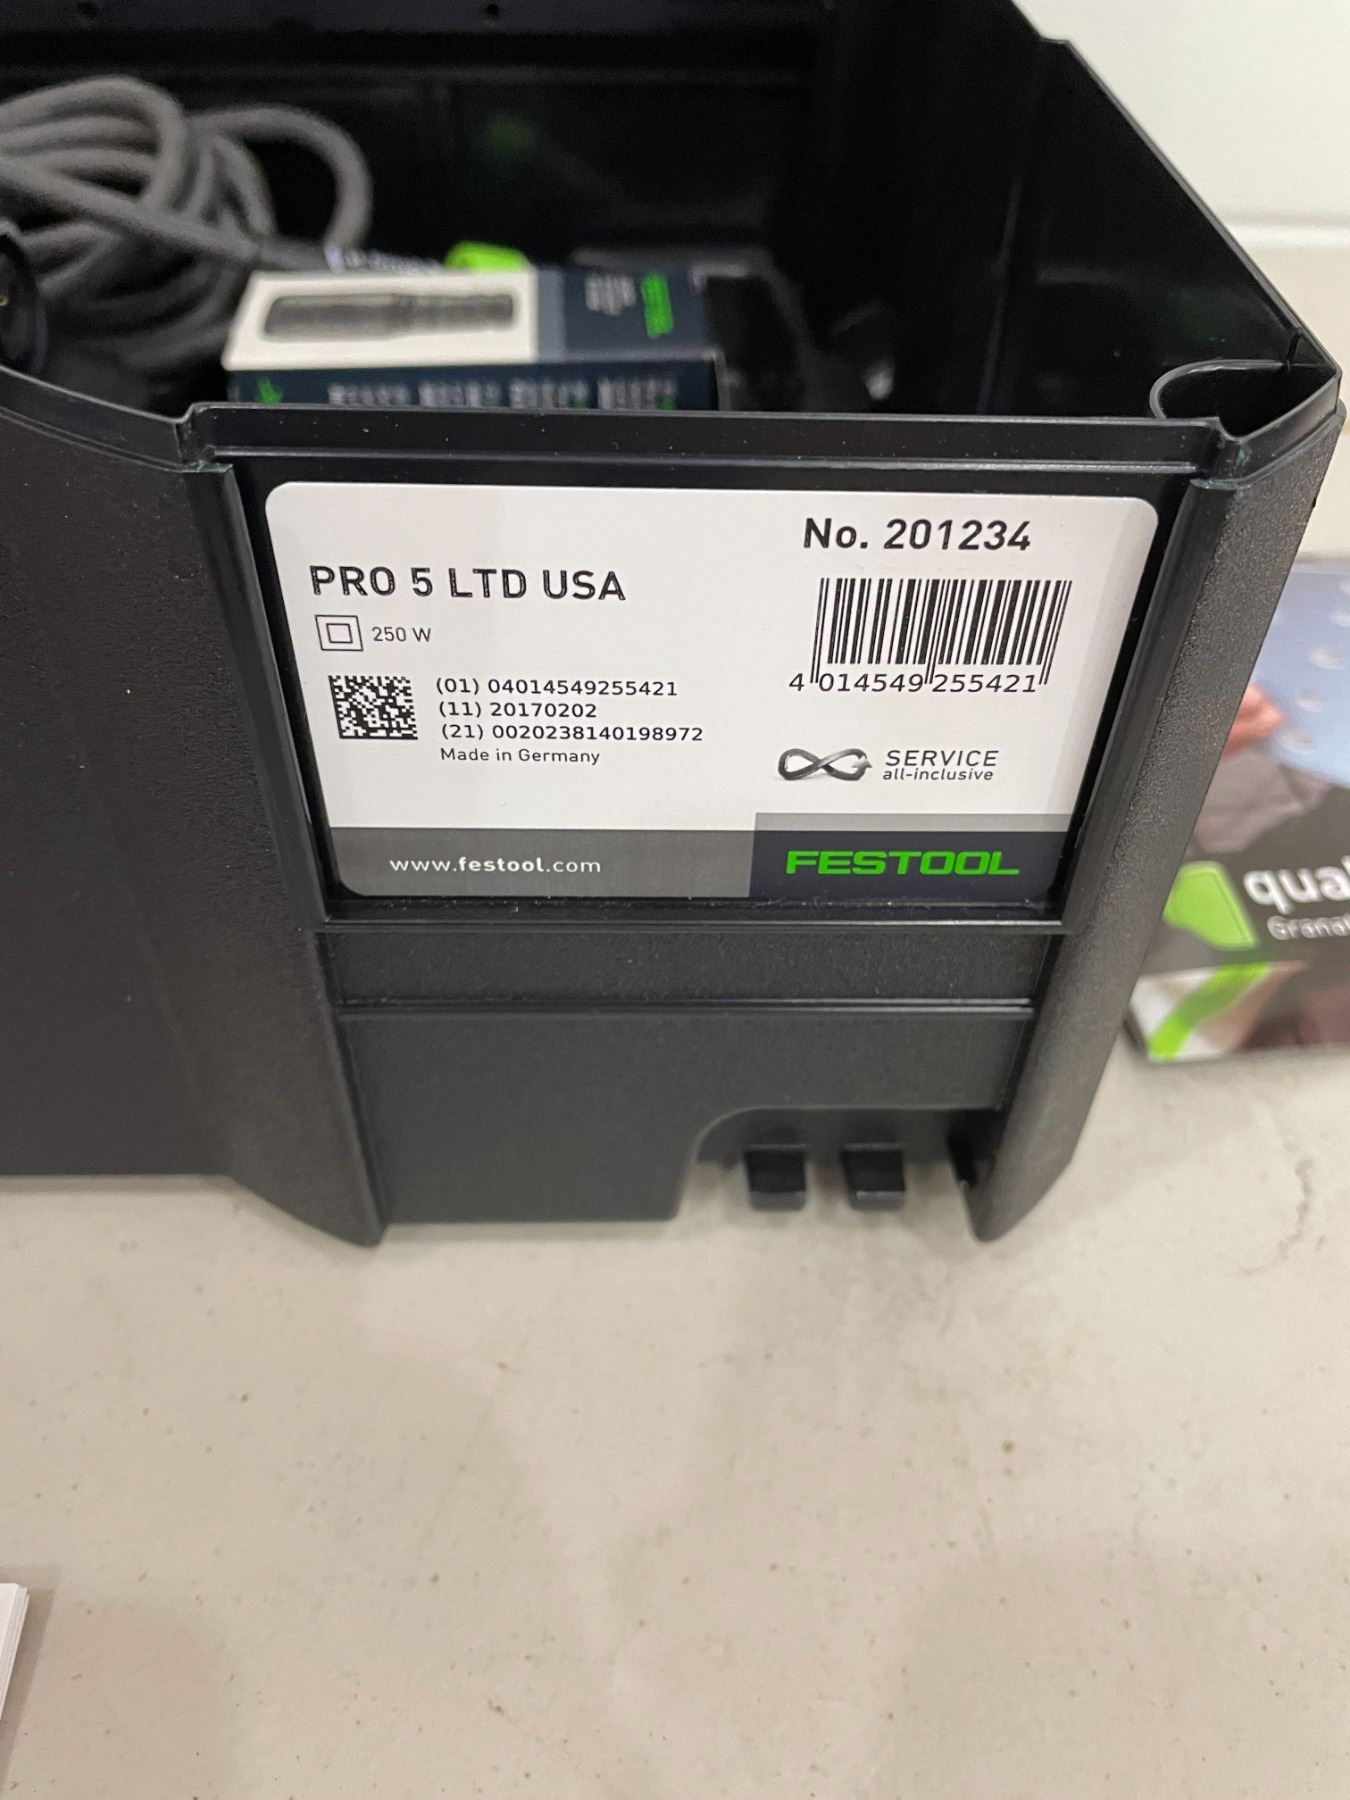 FESTOOL
No. 201234
PRO 5 LTD USA
250 W
4 014549 255421
(01) 04014549255421
(11) 20170202
(21) 0020238140198972
Made in Germany
SERVICE
all-inclusive
www.festool.com
FESTOOL